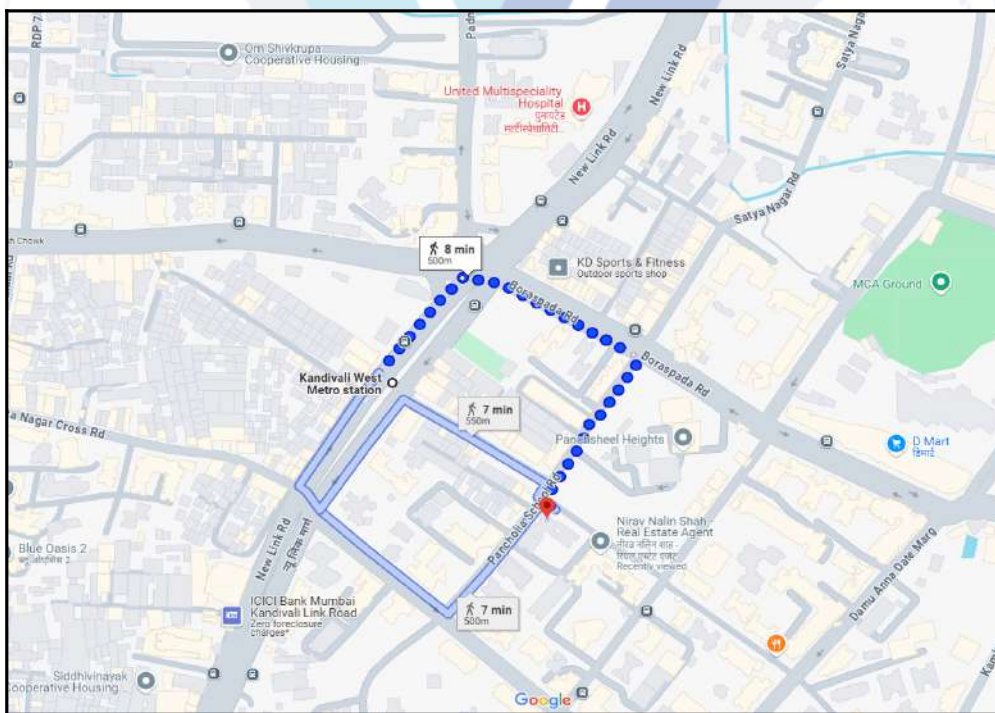 RDP 7
Om Shivkrupa
Cooperative Housing...
Padm
New Link Rd
Satya Nagar
United Multispeciality
Hospital
H
New Link Rd
Satya Nagar Rd
h Chowk
8 min
500m
KD Sports & Fitness
Outdoor sports shop
MCA Ground
Boraspada Rd
Boraspada Rd
Kandivali West
Metro station
7 min
550m
a Nagar Cross Rd
Panchsheel Heights
D Mart
डिमार्ट
Pancholia School Rd
Nirav Nalin Shah-
Real Estate Agent
Recently viewed
New Link Rd
न्यू लिंक मार्ग
Blue Oasis 2
Damu Anna Date Marg
7 min
500m
ICICI Bank Mumbai
Kandivali Link Road
Zero foreclosure
charges*
Siddhivinayak
Cooperative Housing...
Google